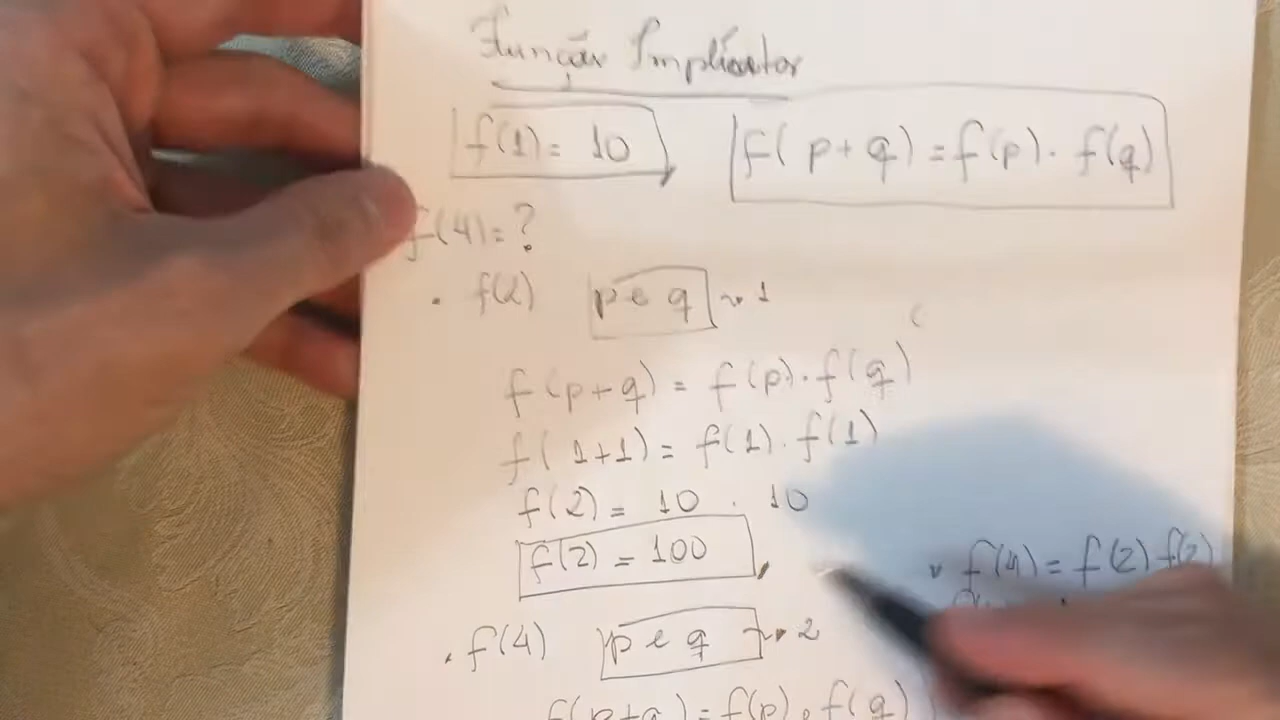 Função Implícita
f(1) = 10 f(p+q) = f(p). f(q)
f(4) = ?
. f(2) p e q ~ 1
f(p+q) = f(p). f(q)
f(1+1) = f(1). f(1)
f(2) = 10 . 10
f(2) = 100
f(4) = f(2) f(2)
. f(4) p e q ~ 2
f(p+q) = f(p). f(q)